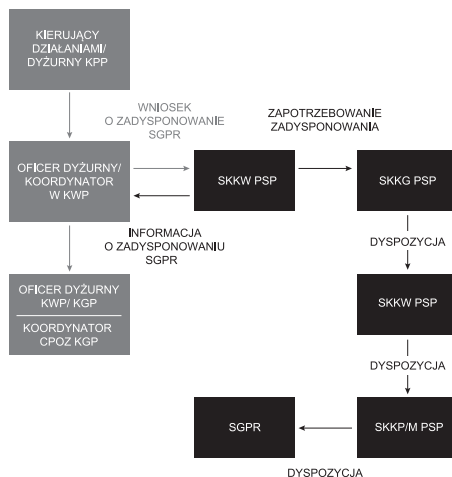 KIERUJĄCY
DZIAŁANIAMI/
DYŻURNY KPP
WNIOSEK
O ZADYSPONOWANIE
SGPR
ZAPOTRZEBOWANIE
ZADYSPONOWANIA
OFICER DYŻURNY/
KOORDYNATOR
W KWP
SKKW PSP
SKKG PSP
INFORMACJA
O ZADYSPONOWANIU
SGPR
DYSPOZYCJA
OFICER DYŻURNY
KWP/ KGP
KOORDYNATOR
CPOZ KGP
SKKW PSP
DYSPOZYCJA
SGPR
SKKP/M PSP
DYSPOZYCJA